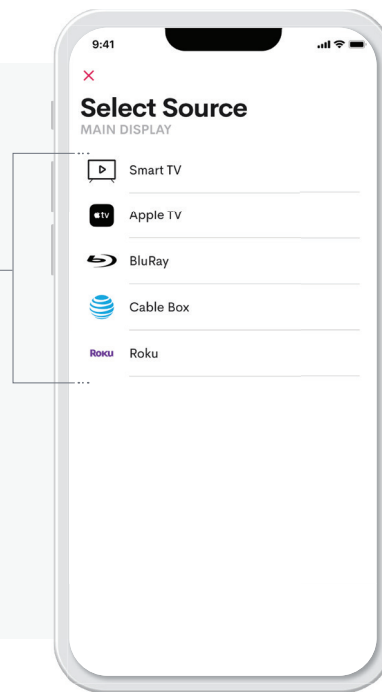 9:41
Select Source
MAIN DISPLAY
Smart TV
tv
Apple TV
BluRay
Cable Box
Roku
Roku